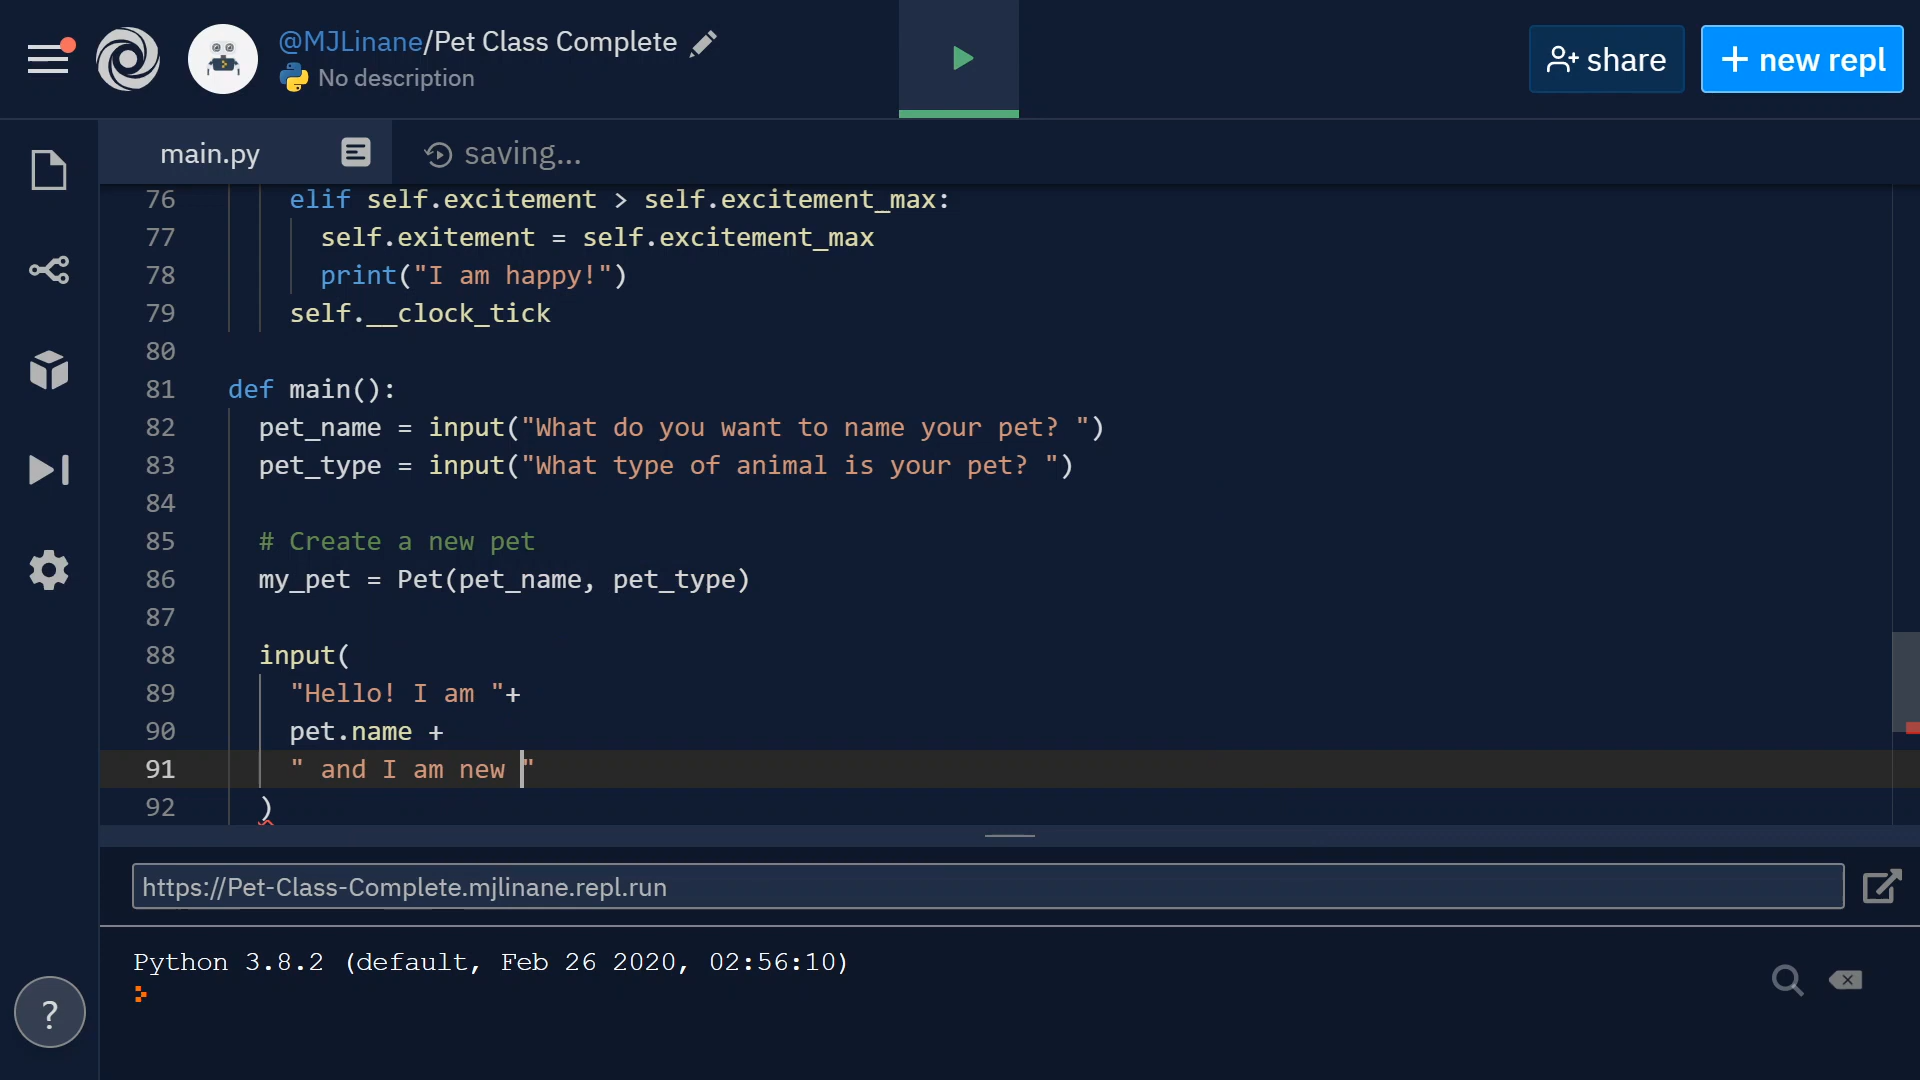 @MJLinane/Pet Class Complete
No description
share
+ new repl
main.py
saving...
76 elif self.excitement > self.excitement_max:
77 self.exitement = self.excitement_max
78 print("I am happy!")
79 self.__clock_tick
80
81 def main():
82 pet_name = input("What do you want to name your pet? ")
83 pet_type = input("What type of animal is your pet? ")
84
85 # Create a new pet
86 my_pet = Pet(pet_name, pet_type)
87
88 input(
89 "Hello! I am "+
90 pet.name +
91 " and I am new "
92 )
https://Pet-Class-Complete.mjlinane.repl.run
Python 3.8.2 (default, Feb 26 2020, 02:56:10)
?